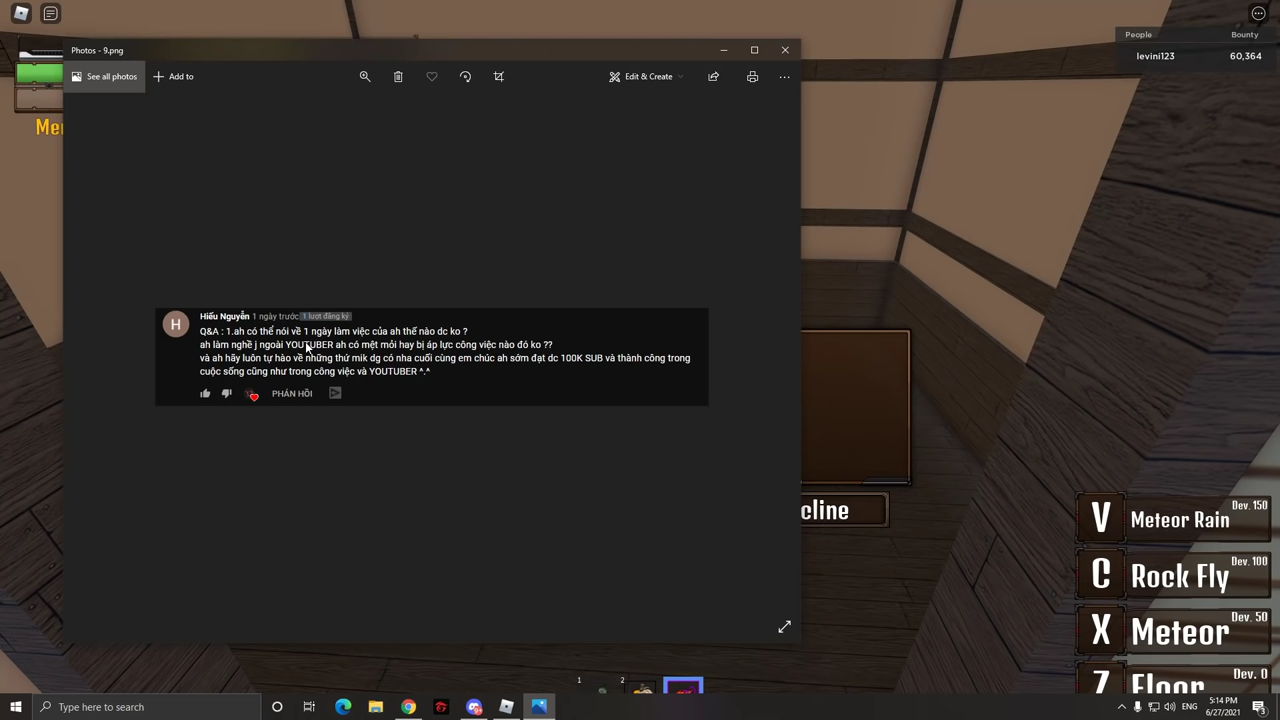 People Bounty
levini123 60,364
Photos - 9.png
See all photos
Add to
Edit & Create
Hiếu Nguyễn 1 ngày trước 1 lượt đăng ký
H
Q&A : 1.ah có thể nói về 1 ngày làm việc của ah thế nào dc ko ?
ah làm nghề j ngoài YOUTUBER ah có mệt mỏi hay bị áp lực công việc nào đó ko ??
và ah hãy luôn tự hào về những thứ mik dg có nha cuối cùng em chúc ah sớm đạt dc 100K SUB và thành công trong
cuộc sống cũng như trong công việc và YOUTUBER ^.^
PHẢN HỒI
cline
V Meteor Rain Dev. 150
C Rock Fly Dev. 100
X Meteor Dev. 50
Z Floor Dev. 0
1 2
Type here to search
ENG
5:14 PM
6/27/2021
3